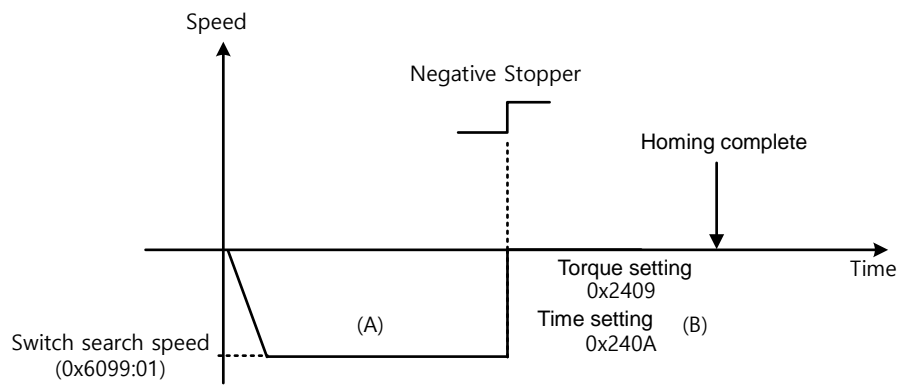 Speed
Negative Stopper
Homing complete
Time
Torque setting
0x2409
(A)
Time setting
(B)
0x240A
Switch search speed
(0x6099:01)